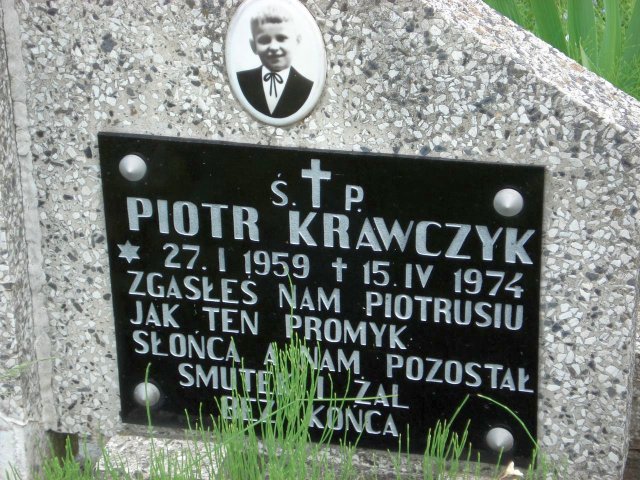 Ś. P.
PIOTR KRAWCZYK
27. I 1959 15. IV 1974
ZGASŁEŚ NAM PIOTRUSIU
JAK TEN PROMYK
SŁOŃCA A NAM POZOSTAŁ
SMUTEK I ŻAL
BEZ KOŃCA